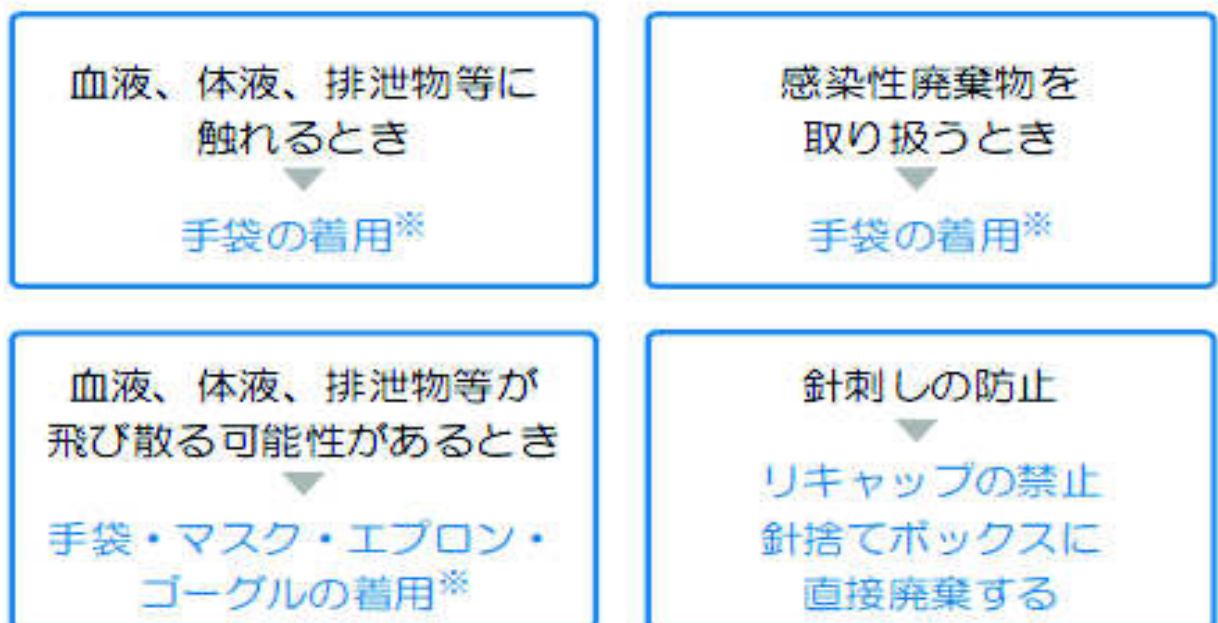 血液、体液、排泄物等に
触れるとき
手袋の着用※
感染性廃棄物を
取り扱うとき
手袋の着用※
血液、体液、排泄物等が
飛び散る可能性があるとき
手袋・マスク・エプロン・
ゴーグルの着用※
針刺しの防止
リキャップの禁止
針捨てボックスに
直接廃棄する